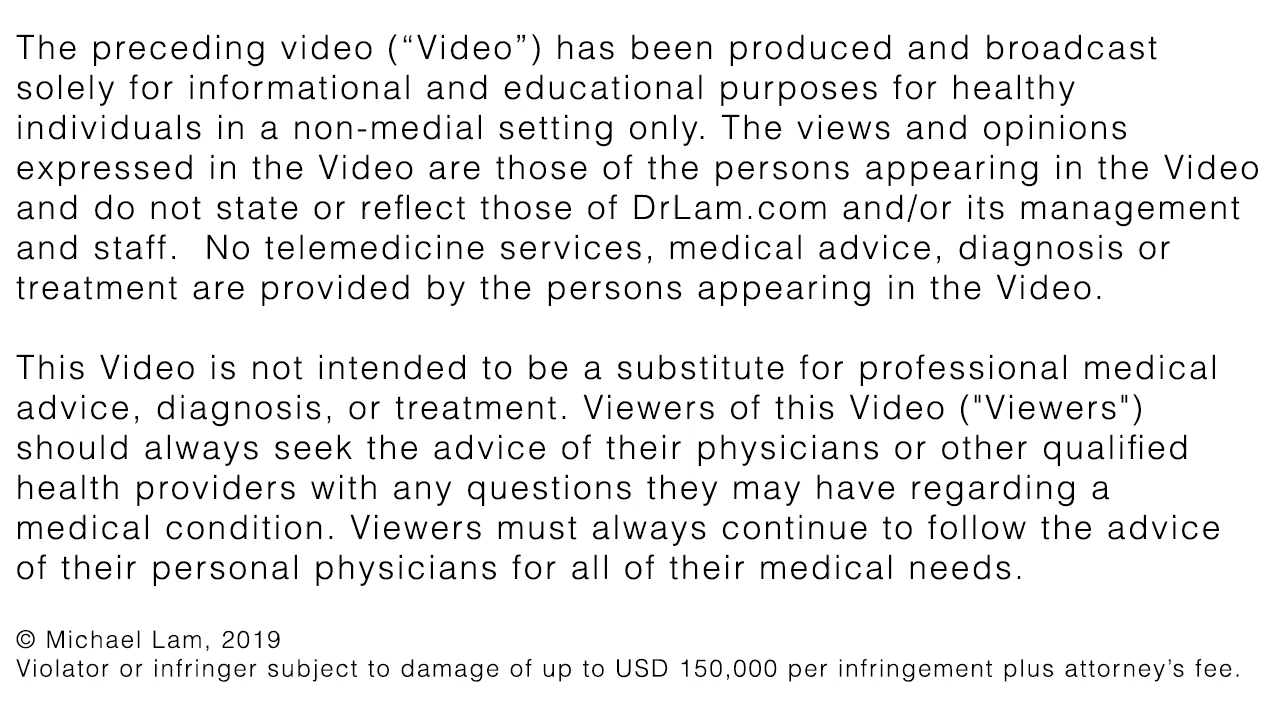 The preceding video (“Video”) has been produced and broadcast
solely for informational and educational purposes for healthy
individuals in a non-medial setting only. The views and opinions
expressed in the Video are those of the persons appearing in the Video
and do not state or reflect those of DrLam.com and/or its management
and staff.  No telemedicine services, medical advice, diagnosis or
treatment are provided by the persons appearing in the Video.

This Video is not intended to be a substitute for professional medical
advice, diagnosis, or treatment. Viewers of this Video ("Viewers")
should always seek the advice of their physicians or other qualified
health providers with any questions they may have regarding a
medical condition. Viewers must always continue to follow the advice
of their personal physicians for all of their medical needs.

© Michael Lam, 2019
Violator or infringer subject to damage of up to USD 150,000 per infringement plus attorney’s fee.